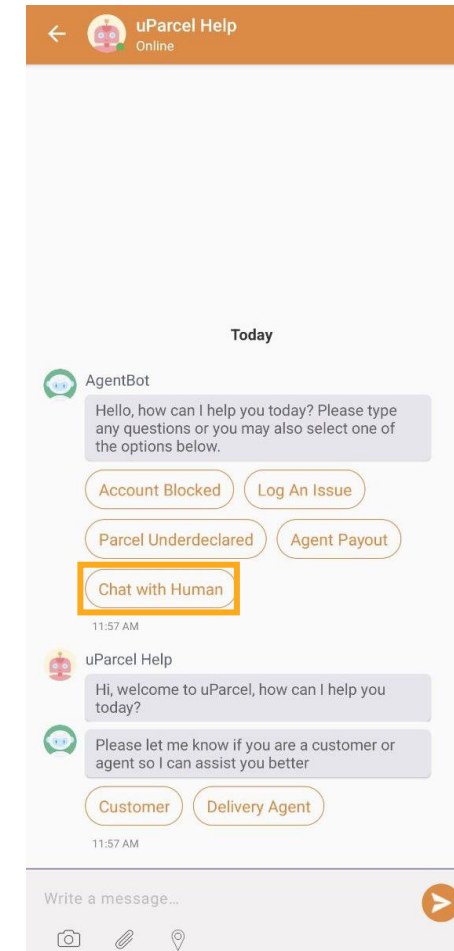 uParcel Help
Online
Today
AgentBot
Hello, how can I help you today? Please type
any questions or you may also select one of
the options below.
Account Blocked
Log An Issue
Parcel Underdeclared
Agent Payout
Chat with Human
11:57 AM
uParcel Help
Hi, welcome to uParcel, how can I help you
today?
Please let me know if you are a customer or
agent so I can assist you better
Customer
Delivery Agent
11:57 AM
Write a message...